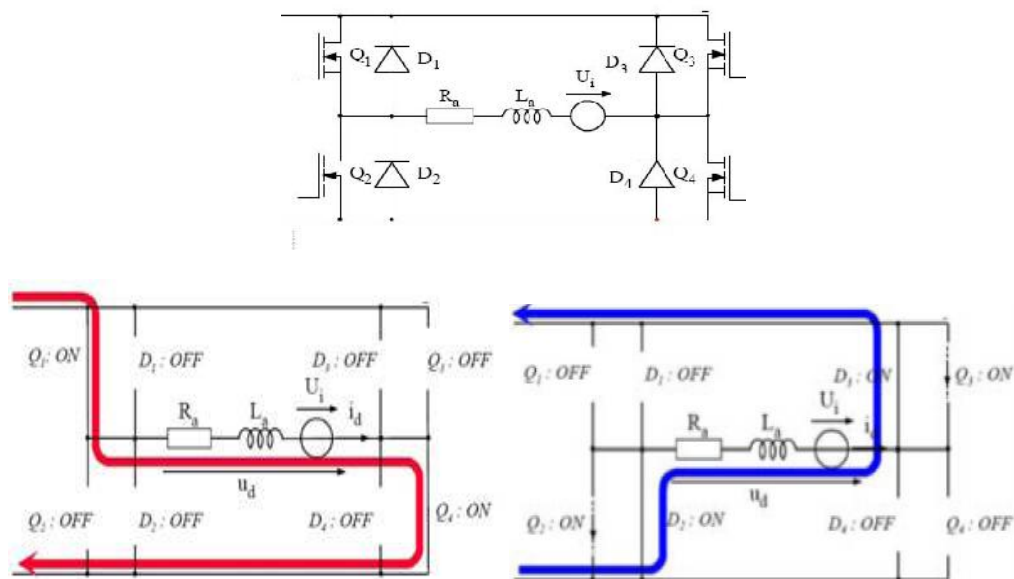 Q1 D1 D3 Q3
Ui
Ra La
Q2 D2 D4 Q4
Q1: ON D1: OFF D3: OFF Q3: OFF
Ui
Ra La id
ud
Q2: OFF D2: OFF D4: OFF Q4: ON
Q1: OFF D1: OFF D3: ON Q3: ON
Ui
Ra La
ud
Q2: ON D2: ON D4: OFF Q4: OFF